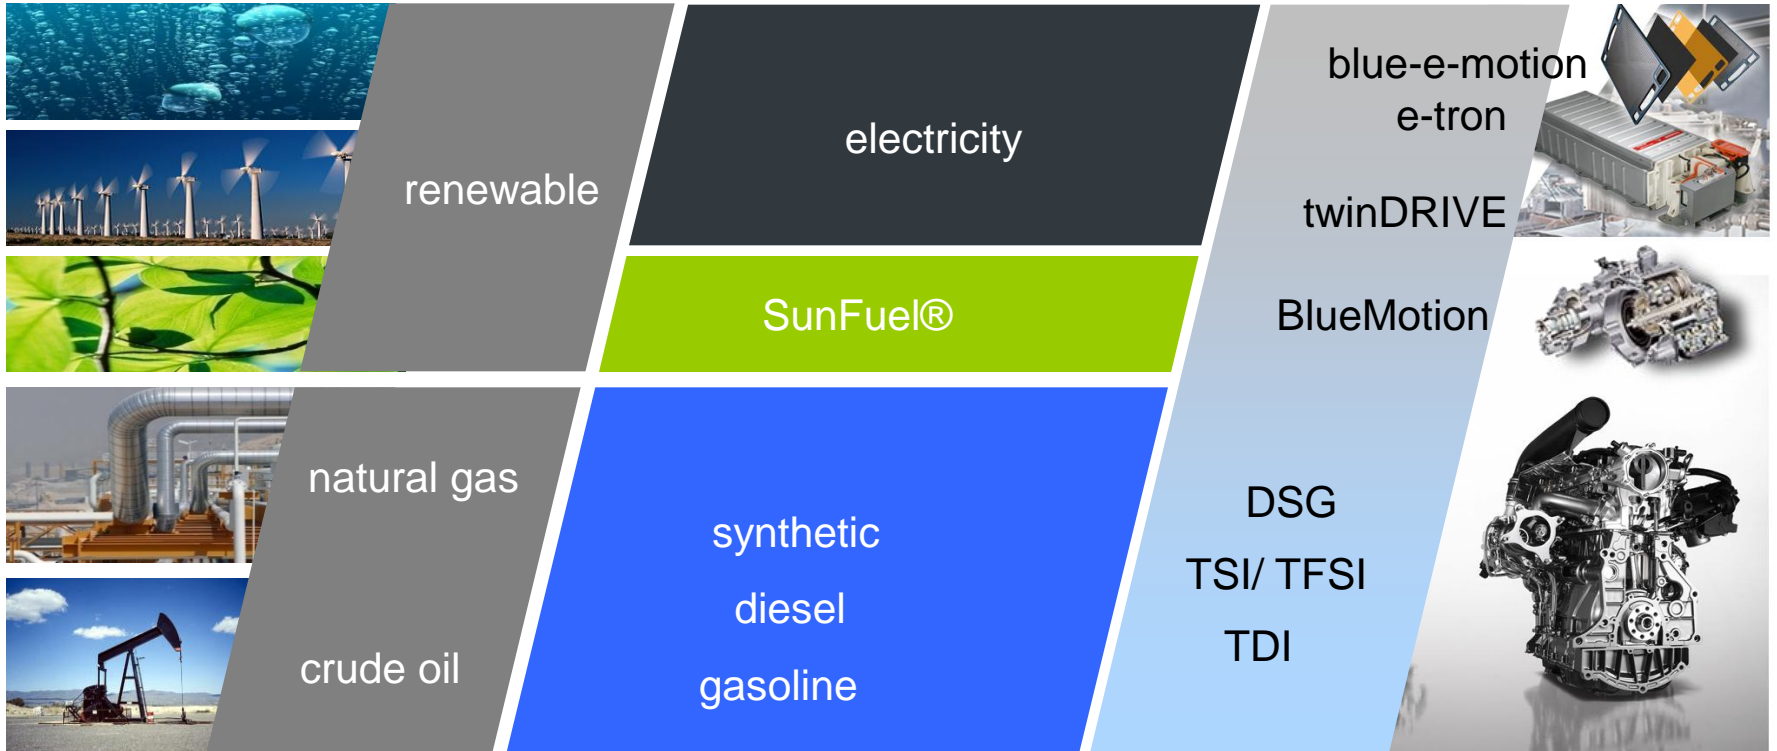 renewable
natural gas
crude oil
electricity
SunFuel®
synthetic
diesel
gasoline
blue-e-motion
e-tron
twinDRIVE
BlueMotion
DSG
TSI/ TFSI
TDI